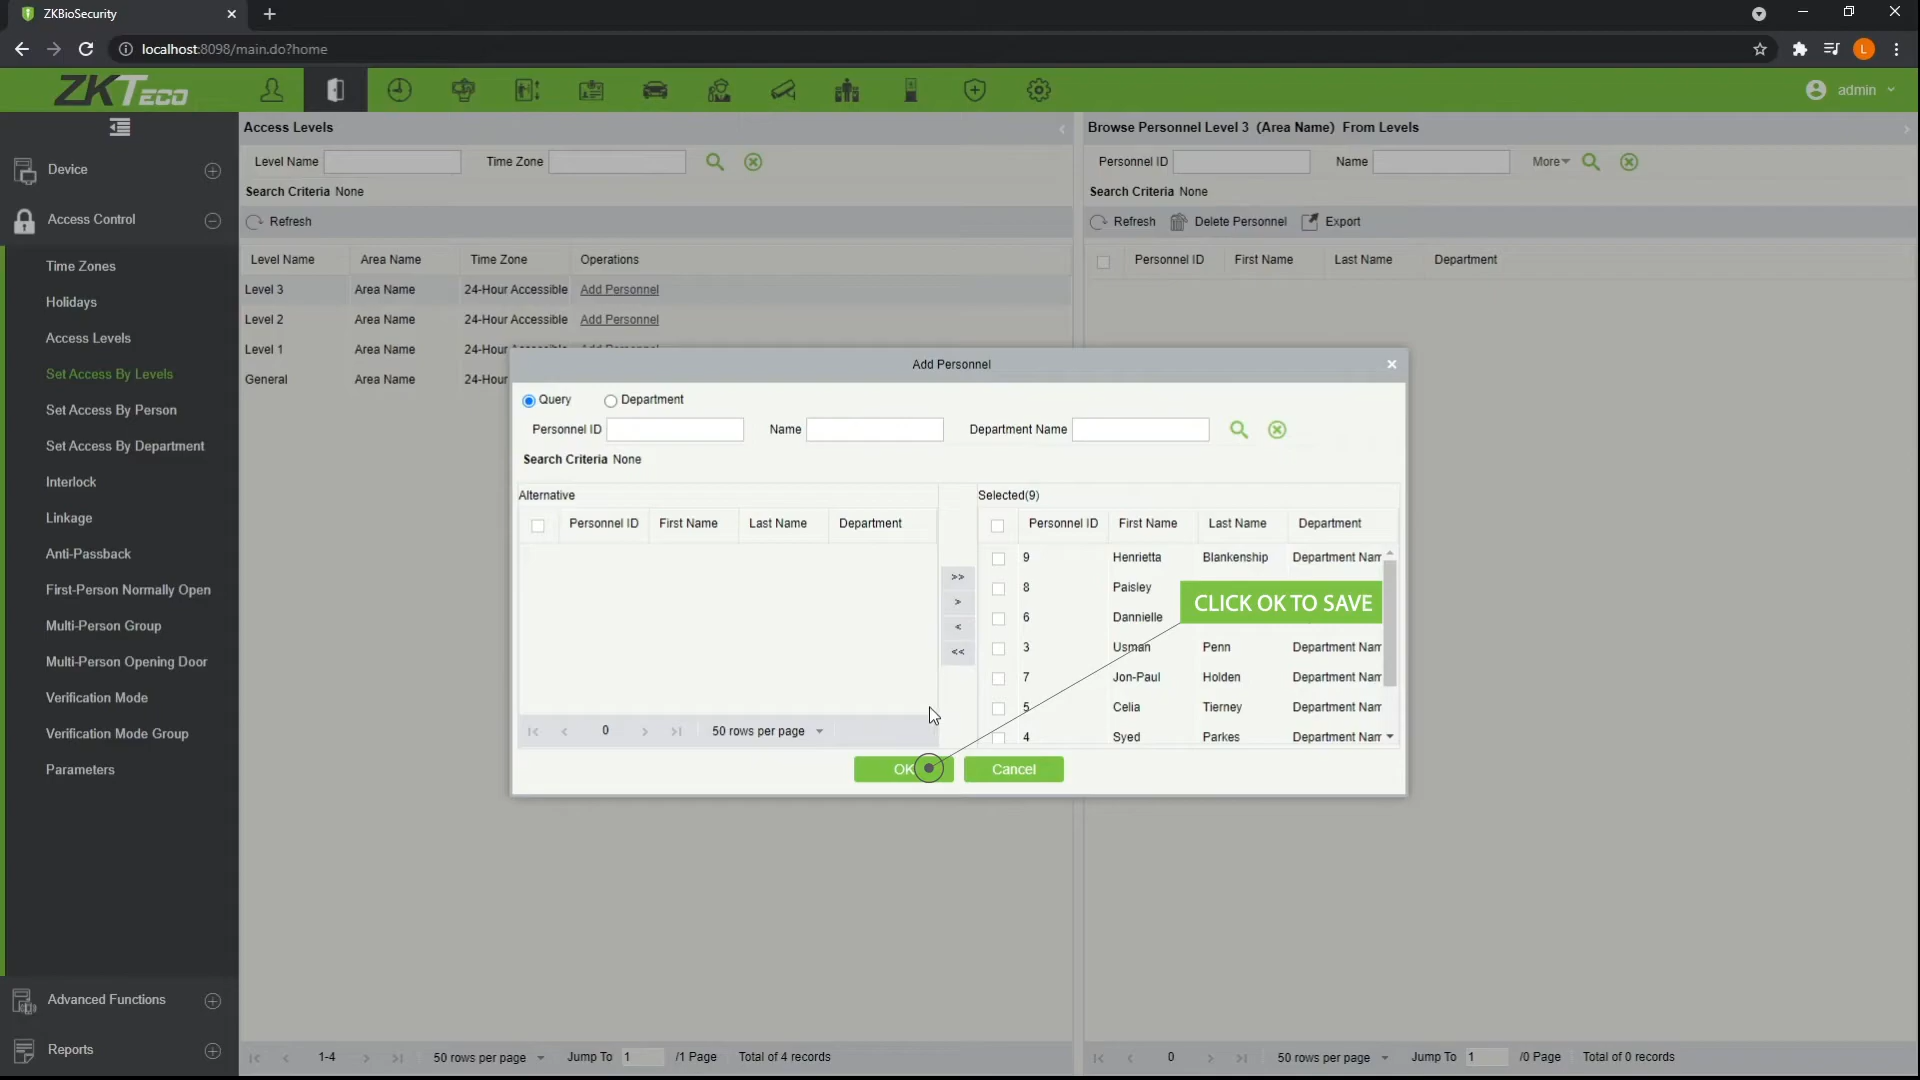 ZKBioSecurity
localhost:8098/main.do?home
L
ZKTECO
admin
Device
Access Control
Time Zones
Holidays
Access Levels
Set Access By Levels
Set Access By Person
Set Access By Department
Interlock
Linkage
Anti-Passback
First-Person Normally Open
Multi-Person Group
Multi-Person Opening Door
Verification Mode
Verification Mode Group
Parameters
Advanced Functions
Reports
Access Levels
Level Name Time Zone
Search Criteria None
Refresh
Level Name Area Name Time Zone Operations
Level 3 Area Name 24-Hour Accessible Add Personnel
Level 2 Area Name 24-Hour Accessible Add Personnel
Level 1 Area Name 24-Hour
General Area Name 24-Hour
1-4 50 rows per page Jump To 1 /1 Page Total of 4 records
Browse Personnel Level 3 (Area Name) From Levels
Personnel ID Name More
Search Criteria None
Refresh Delete Personnel Export
Personnel ID First Name Last Name Department
0 50 rows per page Jump To 1 /0 Page Total of 0 records
Add Personnel
Query Department
Personnel ID Name Department Name
Search Criteria None
Alternative
Personnel ID First Name Last Name Department
0 50 rows per page
>>
>
<
<<
Selected(9)
Personnel ID First Name Last Name Department
9 Henrietta Blankenship Department Nam
8 Paisley
6 Dannielle
3 Usman Penn Department Nam
7 Jon-Paul Holden Department Nam
5 Celia Tierney Department Nam
4 Syed Parkes Department Nam
CLICK OK TO SAVE
OK Cancel